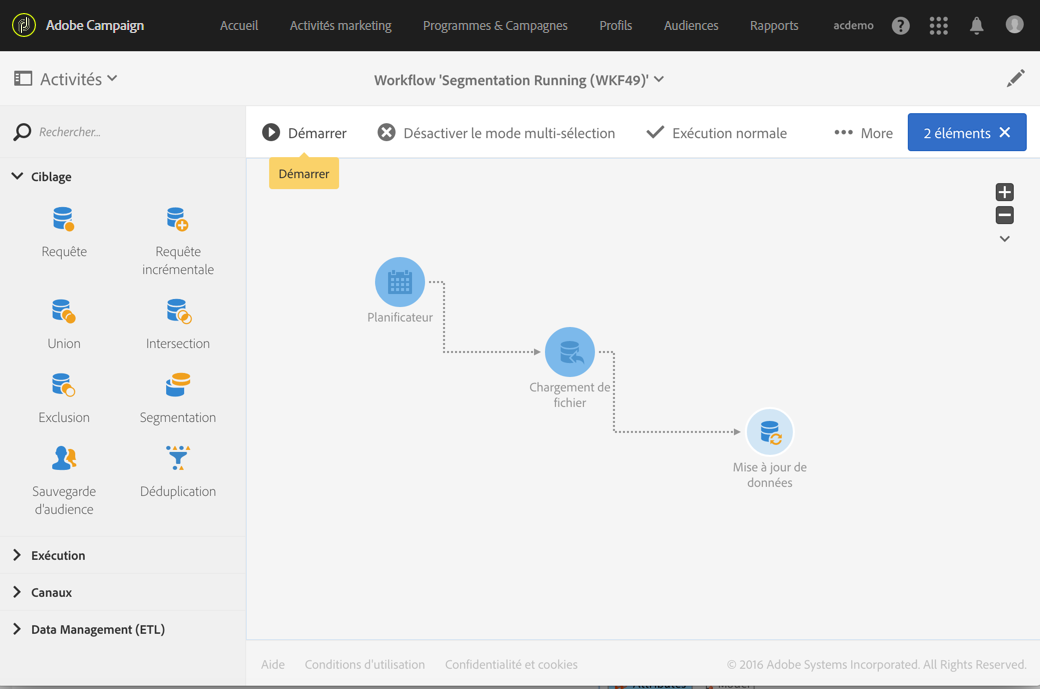 Adobe Campaign
Accueil
Activités marketing
Programmes & Campagnes
Profils
Audiences
Rapports
acdemo
?
Activités
Workflow 'Segmentation Running (WKF49)'
Rechercher...
Démarrer
Désactiver le mode multi-sélection
Exécution normale
More
2 éléments
Démarrer
Ciblage
Requête
Requête
incrémentale
Union
Intersection
Exclusion
Segmentation
Sauvegarde
d'audience
Déduplication
Exécution
Canaux
Data Management (ETL)
Planificateur
Chargement de
fichier
Mise à jour de
données
Aide
Conditions d'utilisation
Confidentialité et cookies
© 2016 Adobe Systems Incorporated. All Rights Reserved.